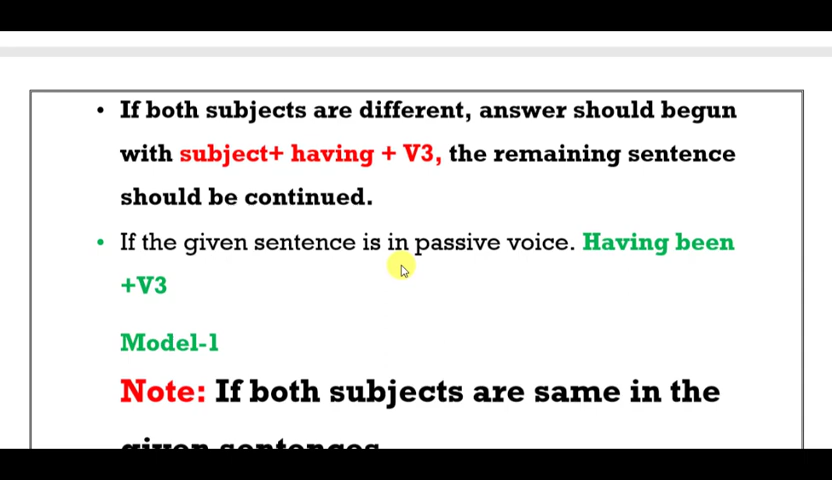 • If both subjects are different, answer should begun
with subject+ having + V3, the remaining sentence
should be continued.
• If the given sentence is in passive voice. Having been
+V3
Model-1
Note: If both subjects are same in the
given sentences